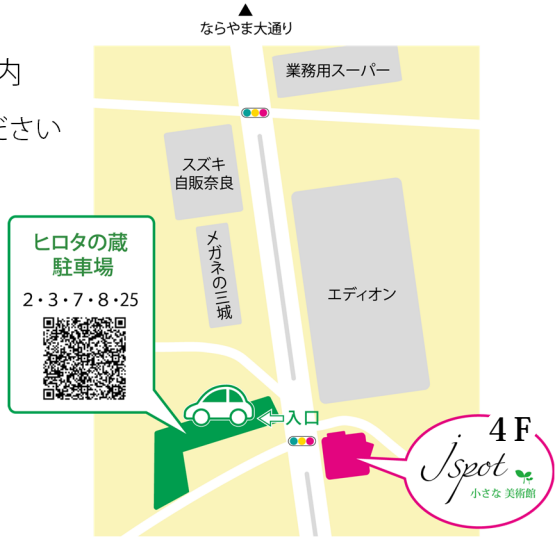 ▲
ならやま大通り
内
ださい
業務用スーパー
スズキ
自販奈良
メガネの三城
エディオン
ヒロタの蔵
駐車場
2・3・7・8・25
入口
4F
jspot
小さな 美術館